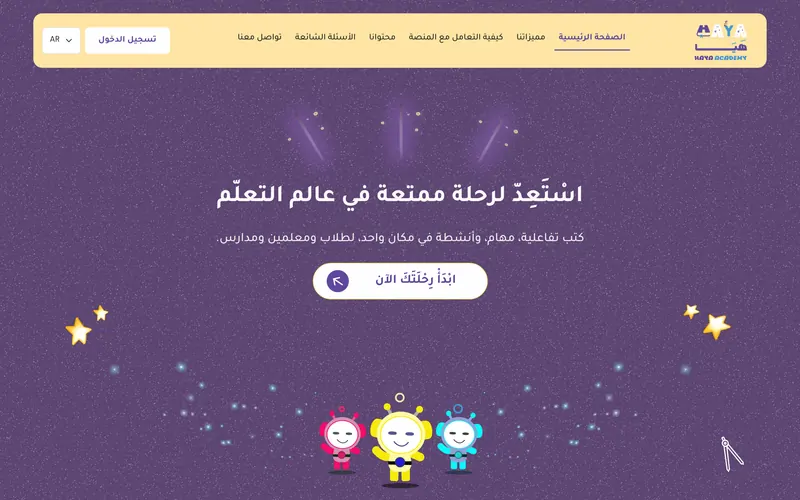 HAYA
هَيَّا
HAYA ACADEMY
الصفحة الرئيسية
مميزاتنا
كيفية التعامل مع المنصة
محتوانا
الأسئلة الشائعة
تواصل معنا
تسجيل الدخول
AR
اسْتَعِدّ لرحلة ممتعة في عالم التعلّم
كتب تفاعلية، مهام، وأنشطة في مكان واحد، لطلاب ومعلمين ومدارس.
ابْدَأْ رِحْلَتَكَ الآن